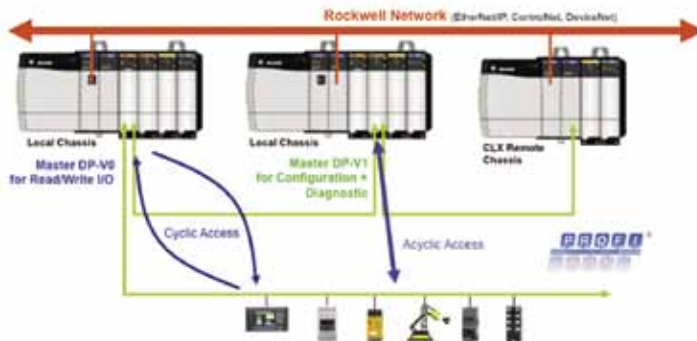 Rockwell Network (EtherNet/IP, ControlNet, DeviceNet)
Local Chassis
Local Chassis
CLX Remote
Chassis
Master DP-V0
for Read/Write I/O
Master DP-V1
for Configuration +
Diagnostic
Cyclic Access
Acyclic Access
PROFI